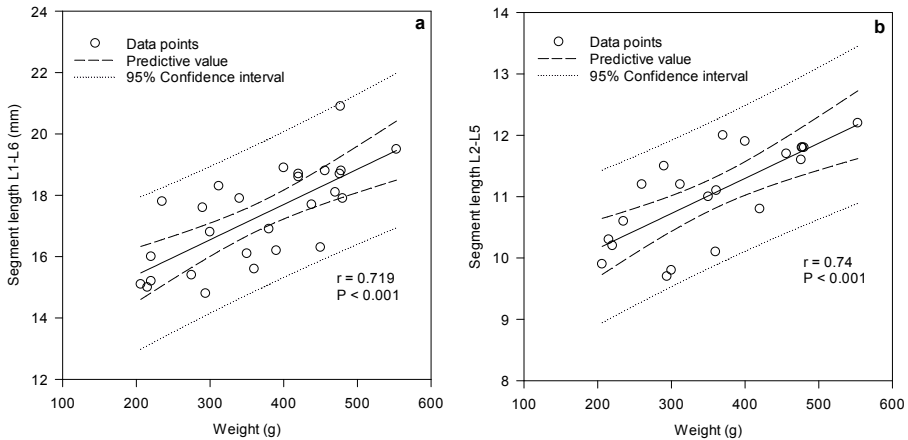 a
Data points
Predictive value
95% Confidence interval
Segment length L1-L6 (mm)
22
20
18
16
14
12
r = 0.719
P < 0.001
100
200
300
400
500
600
Weight (g)
b
Data points
Predictive value
95% Confidence interval
Segment length L2-L5
14
13
12
11
10
9
8
r = 0.74
P < 0.001
100
200
300
400
500
600
Weight (g)